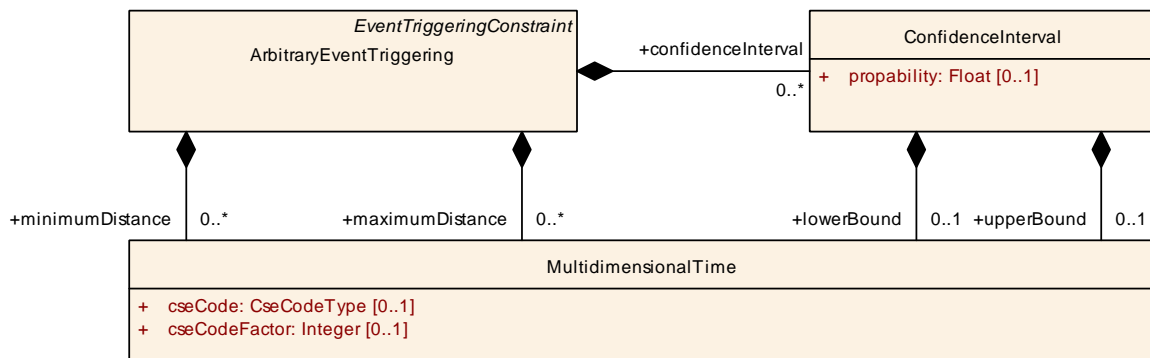 EventTriggeringConstraint
ArbitraryEventTriggering
+confidenceInterval
0..*
ConfidenceInterval
+ propability: Float [0..1]
+minimumDistance 0..*
+maximumDistance 0..*
+lowerBound 0..1
+upperBound 0..1
MultidimensionalTime
+ cseCode: CseCodeType [0..1]
+ cseCodeFactor: Integer [0..1]